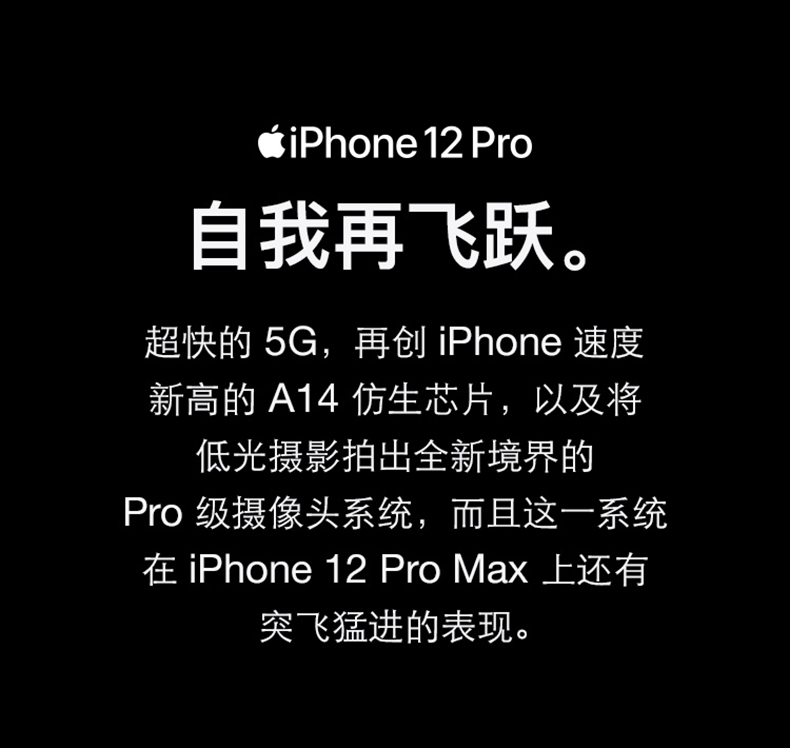 iPhone 12 Pro
自我再飞跃。
超快的 5G，再创 iPhone 速度
新高的 A14 仿生芯片，以及将
低光摄影拍出全新境界的
Pro 级摄像头系统，而且这一系统
在 iPhone 12 Pro Max 上还有
突飞猛进的表现。